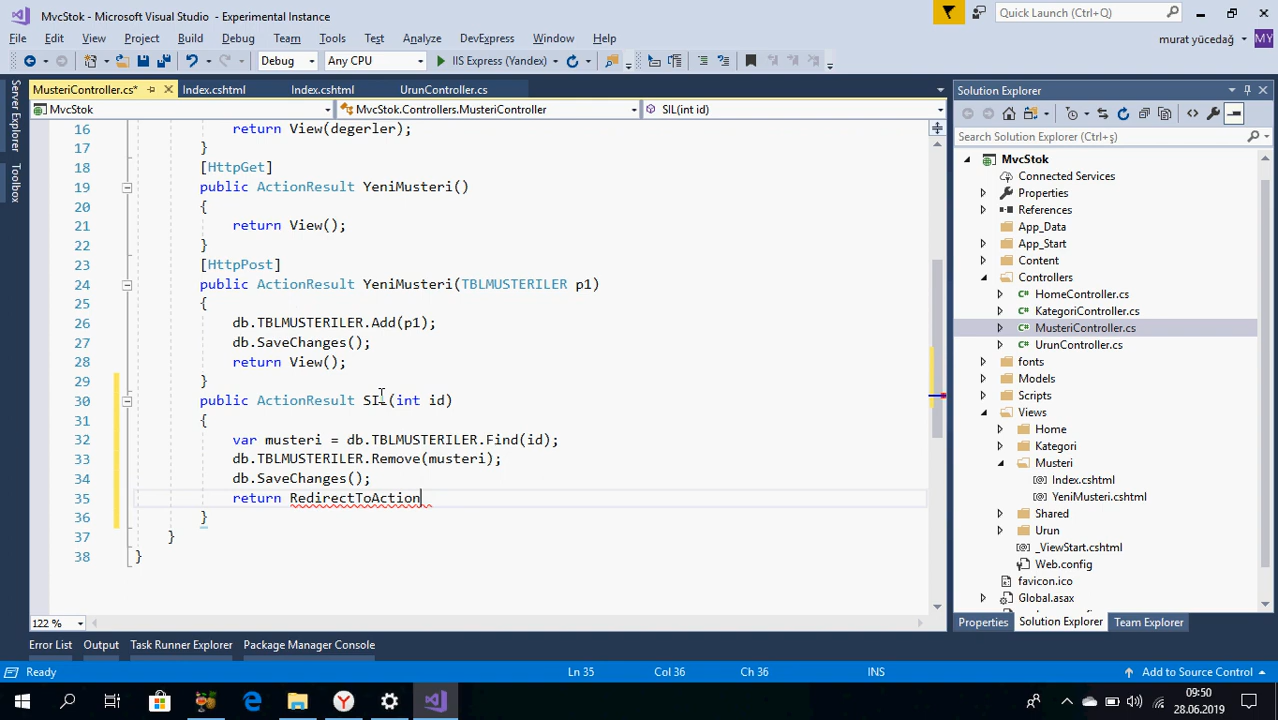 MvcStok - Microsoft Visual Studio - Experimental Instance
Quick Launch (Ctrl+Q)
File Edit View Project Build Debug Team Tools Test Analyze DevExpress Window Help
murat yücedağ MY
Debug Any CPU IIS Express (Yandex)
MusteriController.cs* Index.cshtml Index.cshtml UrunController.cs
MvcStok MvcStok.Controllers.MusteriController SIL(int id)
Server Explorer
Toolbox
16 return View(degerler);
17 }
18 [HttpGet]
19 public ActionResult YeniMusteri()
20 {
21 return View();
22 }
23 [HttpPost]
24 public ActionResult YeniMusteri(TBLMUSTERILER p1)
25 {
26 db.TBLMUSTERILER.Add(p1);
27 db.SaveChanges();
28 return View();
29 }
30 public ActionResult SIL(int id)
31 {
32 var musteri = db.TBLMUSTERILER.Find(id);
33 db.TBLMUSTERILER.Remove(musteri);
34 db.SaveChanges();
35 return RedirectToAction
36 }
37 }
38 }
122 %
Solution Explorer
Search Solution Explorer (Ctrl+ş)
MvcStok
Connected Services
Properties
References
App_Data
App_Start
Content
Controllers
C# HomeController.cs
C# KategoriController.cs
C# MusteriController.cs
C# UrunController.cs
fonts
Models
Scripts
Views
Home
Kategori
Musteri
Index.cshtml
YeniMusteri.cshtml
Shared
Urun
_ViewStart.cshtml
Web.config
favicon.ico
Global.asax
Properties Solution Explorer Team Explorer
Error List Output Task Runner Explorer Package Manager Console
Ready Ln 35 Col 36 Ch 36 INS Add to Source Control
09:50
28.06.2019